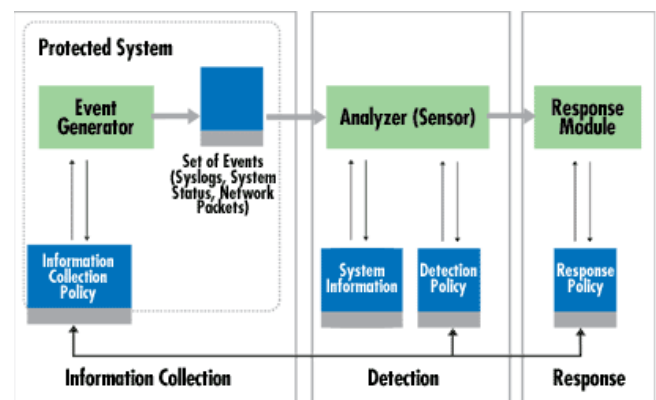 Protected System
Event
Generator
Set of Events
(Syslogs, System
Status, Network
Packets)
Information
Collection
Policy
Information Collection
Analyzer (Sensor)
System
Information
Detection
Policy
Detection
Response
Module
Response
Policy
Response